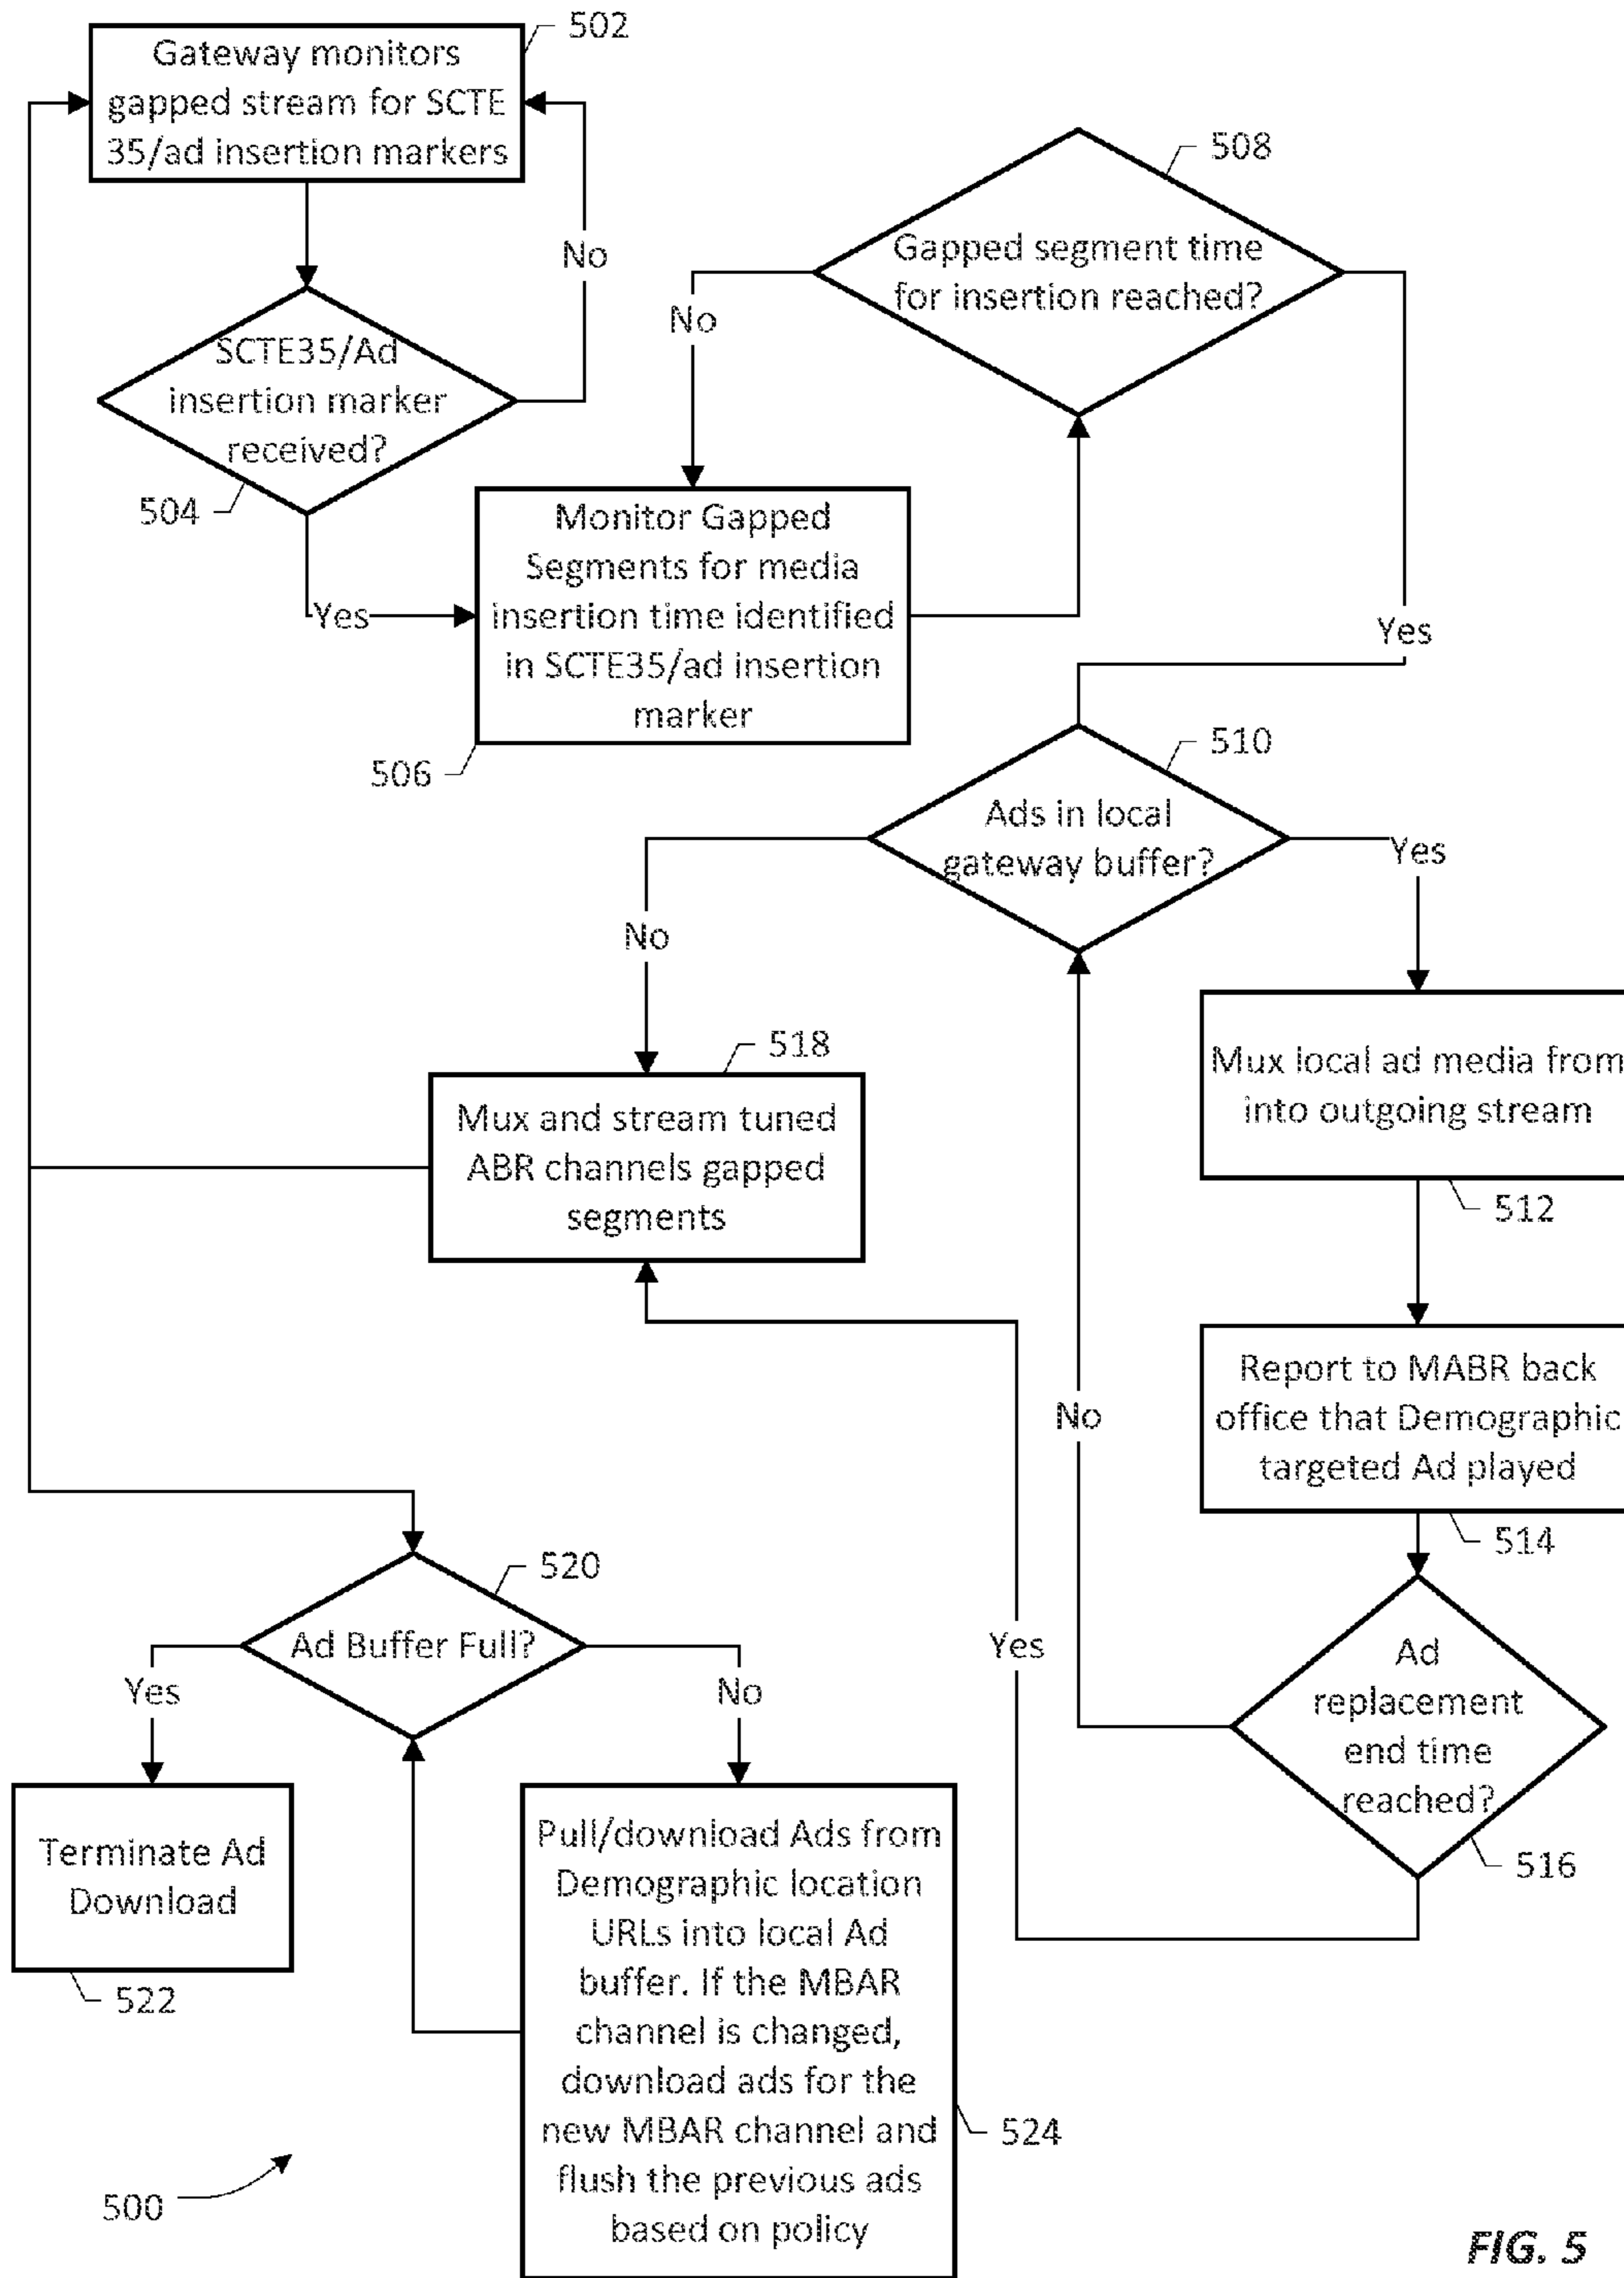 502
Gateway monitors
gapped stream for SCTE
35/ad insertion markers
No
SCTE35/Ad
insertion marker
received?
504
Yes
508
Gapped segment time
for insertion reached?
No
Yes
Monitor Gapped
Segments for media
insertion time identified
in SCTE35/ad insertion
marker
506
510
Ads in local
gateway buffer?
Yes
No
Mux local ad media from
into outgoing stream
512
518
Mux and stream tuned
ABR channels gapped
segments
Report to MABR back
office that Demographic
targeted Ad played
514
No
Yes
Ad
replacement
end time
reached?
516
520
Ad Buffer Full?
Yes
No
Terminate Ad
Download
522
Pull/download Ads from
Demographic location
URLs into local Ad
buffer. If the MBAR
channel is changed,
download ads for the
new MBAR channel and
flush the previous ads
based on policy
524
500
FIG. 5